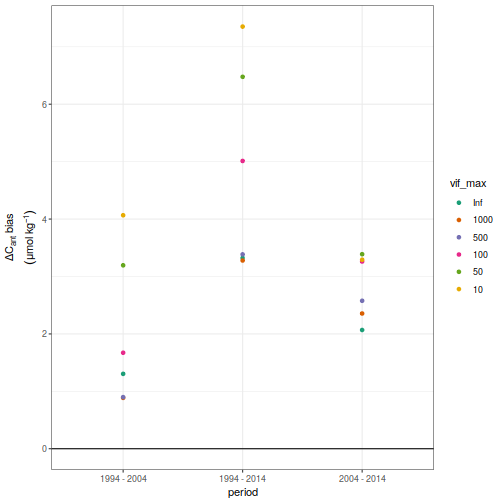 ΔCant bias
(μmol kg⁻¹)
6
4
2
0
1994 - 2004
1994 - 2014
2004 - 2014
period
vif_max
Inf
1000
500
100
50
10